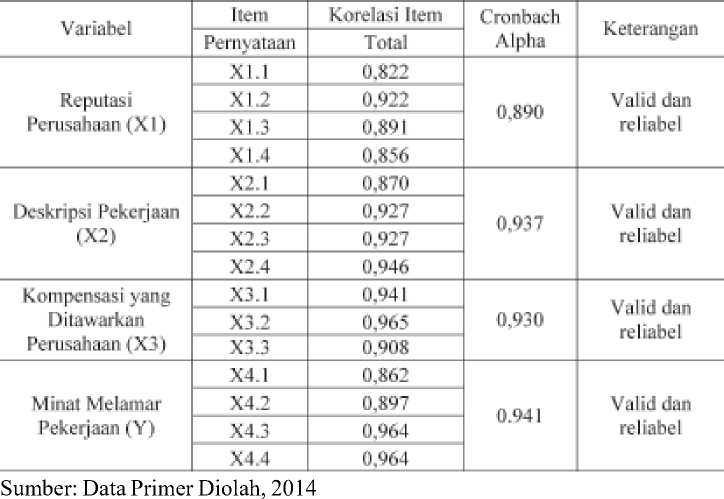 Variabel Item Pernyataan Korelasi Item Total Cronbach Alpha Keterangan
Reputasi Perusahaan (X1) X1.1 0,822 0,890 Valid dan reliabel
X1.2 0,922
X1.3 0,891
X1.4 0,856
Deskripsi Pekerjaan (X2) X2.1 0,870 0,937 Valid dan reliabel
X2.2 0,927
X2.3 0,927
X2.4 0,946
Kompensasi yang Ditawarkan Perusahaan (X3) X3.1 0,941 0,930 Valid dan reliabel
X3.2 0,965
X3.3 0,908
Minat Melamar Pekerjaan (Y) X4.1 0,862 0.941 Valid dan reliabel
X4.2 0,897
X4.3 0,964
X4.4 0,964
Sumber: Data Primer Diolah, 2014